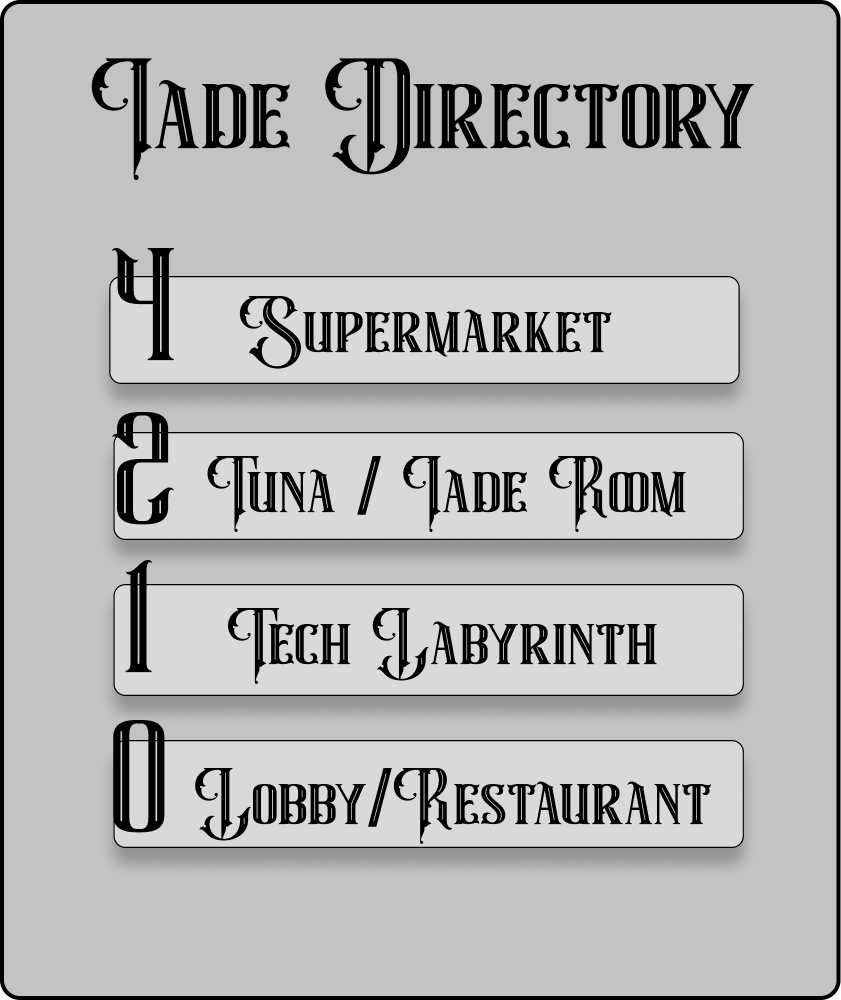 Jade Directory
4 Supermarket
2 Tuna / Jade Room
1 Tech Labyrinth
0 Lobby/Restaurant